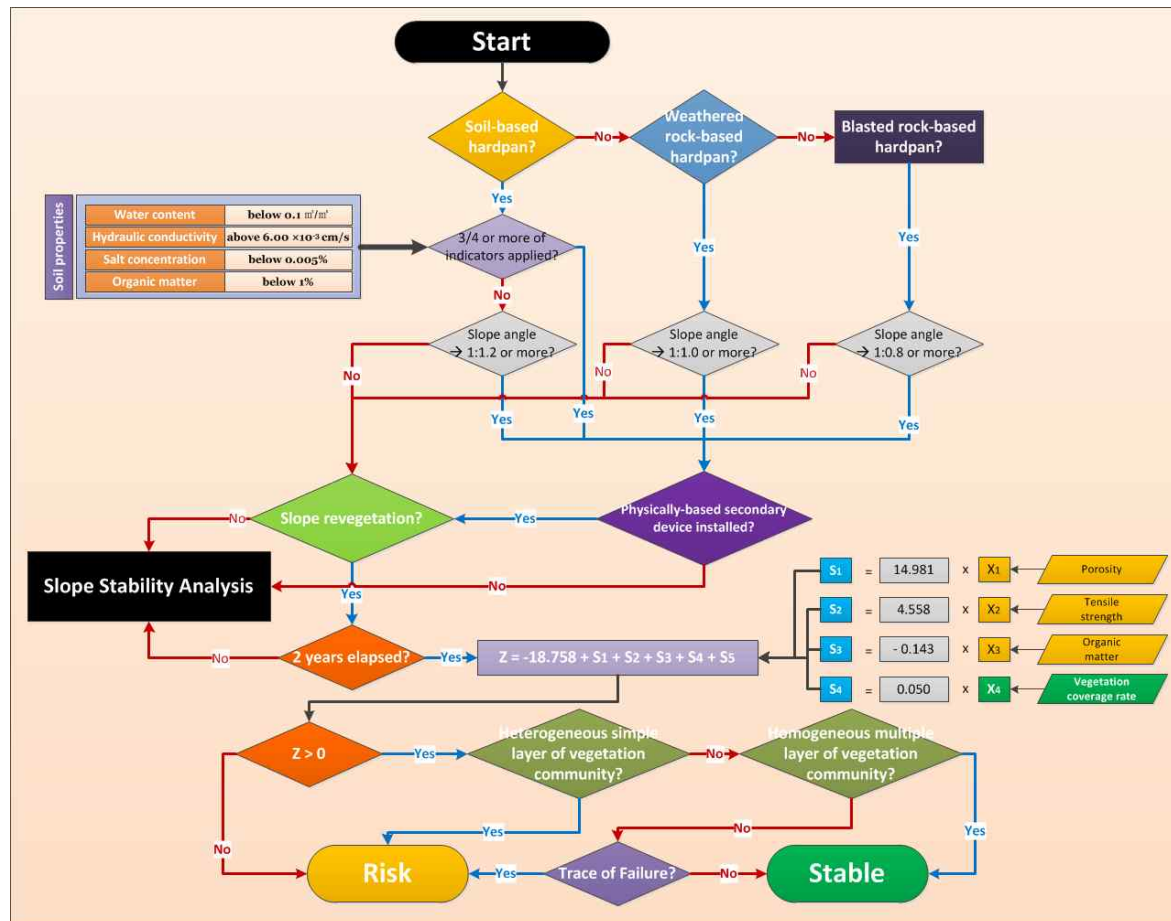 Start
Soil-based
hardpan?
No
Weathered
rock-based
hardpan?
No
Blasted rock-based
hardpan?
Yes
Soil properties
Water content below 0.1 ㎥/㎥
Hydraulic conductivity above 6.00 ×10⁻³ cm/s
Salt concentration below 0.005%
Organic matter below 1%
3/4 or more of
indicators applied?
Yes
Yes
No
Slope angle
→ 1:1.2 or more?
Slope angle
→ 1:1.0 or more?
Slope angle
→ 1:0.8 or more?
No
No
No
Yes
Yes
Yes
Yes
Slope revegetation?
Yes
Physically-based secondary
device installed?
No
Slope Stability Analysis
No
Yes
S1 = 14.981 x X1 Porosity
S2 = 4.558 x X2 Tensile
strength
S3 = - 0.143 x X3 Organic
matter
S4 = 0.050 x X4 Vegetation
coverage rate
No
2 years elapsed?
Yes
Z = -18.758 + S1 + S2 + S3 + S4 + S5
Z > 0
Yes
Heterogeneous simple
layer of vegetation
community?
No
Homogeneous multiple
layer of vegetation
community?
No
Yes
No
Yes
Risk
Yes
Trace of Failure?
No
Stable